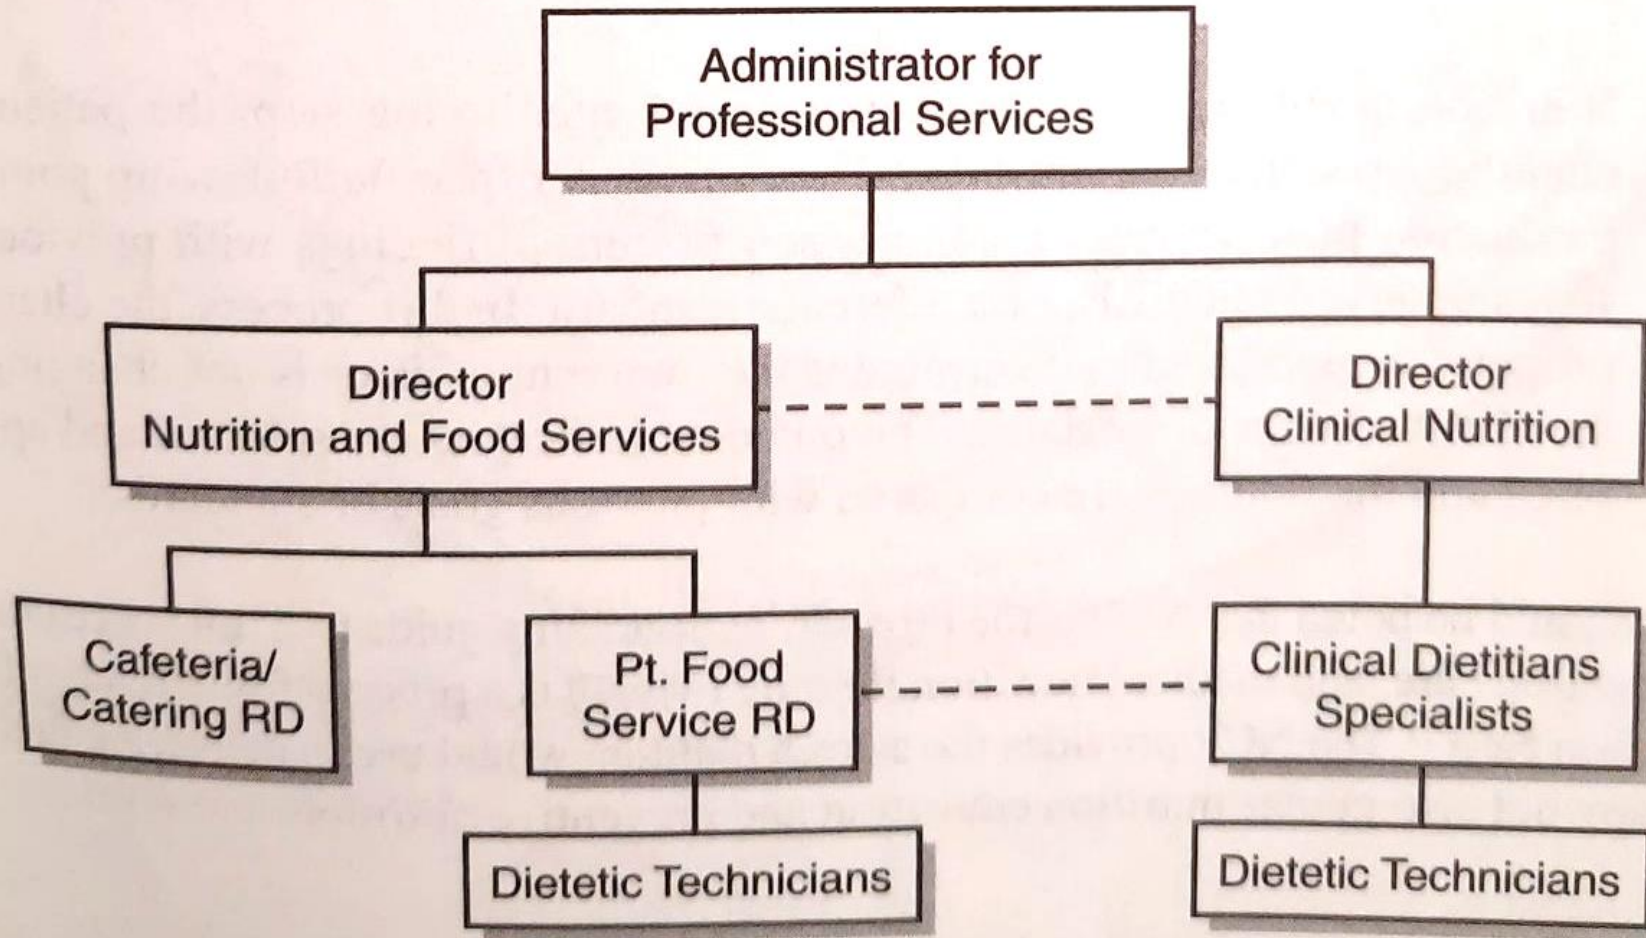 Administrator for
Professional Services
Director
Nutrition and Food Services
Director
Clinical Nutrition
Cafeteria/
Catering RD
Pt. Food
Service RD
Clinical Dietitians
Specialists
Dietetic Technicians
Dietetic Technicians